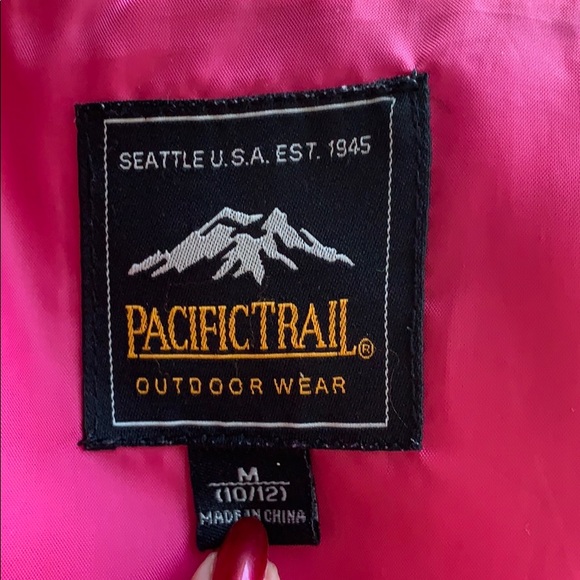 SEATTLE U.S.A. EST. 1945
PACIFICTRAIL®
OUTDOOR WEAR
M
(10/12)
MADE IN CHINA